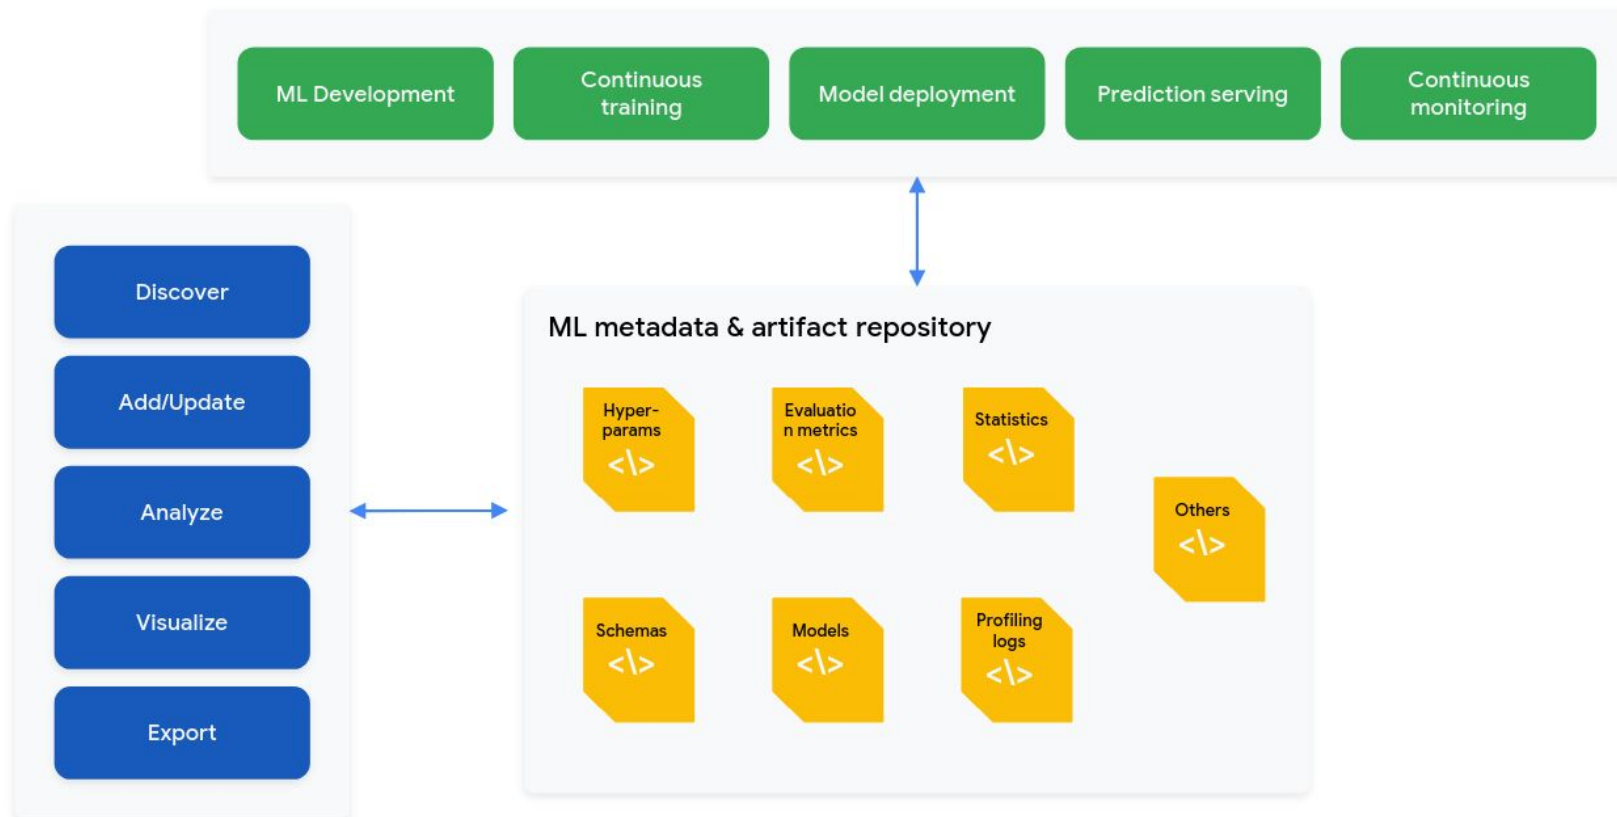 ML Development
Continuous
training
Model deployment
Prediction serving
Continuous
monitoring
Discover
Add/Update
Analyze
Visualize
Export
ML metadata & artifact repository
Hyper-
params
<\>
Evaluatio
n metrics
<\>
Statistics
<\>
Others
<\>
Schemas
<\>
Models
<\>
Profiling
logs
<\>